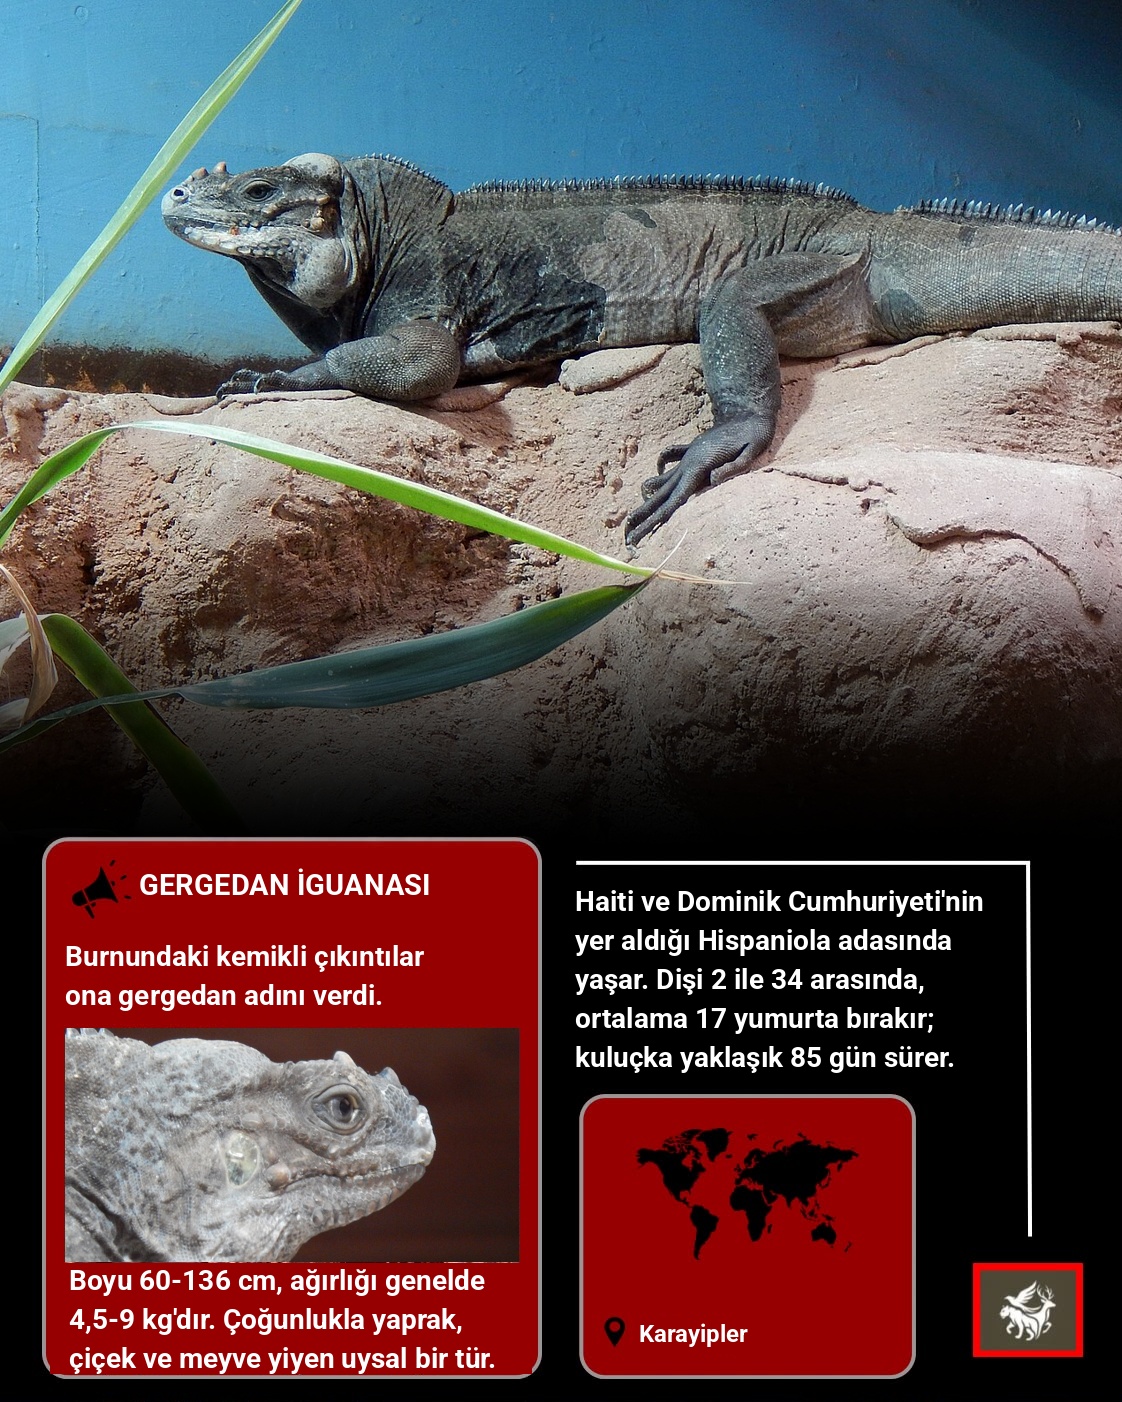 GERGEDAN İGUANASI
Burnundaki kemikli çıkıntılar
ona gergedan adını verdi.
Boyu 60-136 cm, ağırlığı genelde
4,5-9 kg'dır. Çoğunlukla yaprak,
çiçek ve meyve yiyen uysal bir tür.
Haiti ve Dominik Cumhuriyeti'nin
yer aldığı Hispaniola adasında
yaşar. Dişi 2 ile 34 arasında,
ortalama 17 yumurta bırakır;
kuluçka yaklaşık 85 gün sürer.
Karayipler